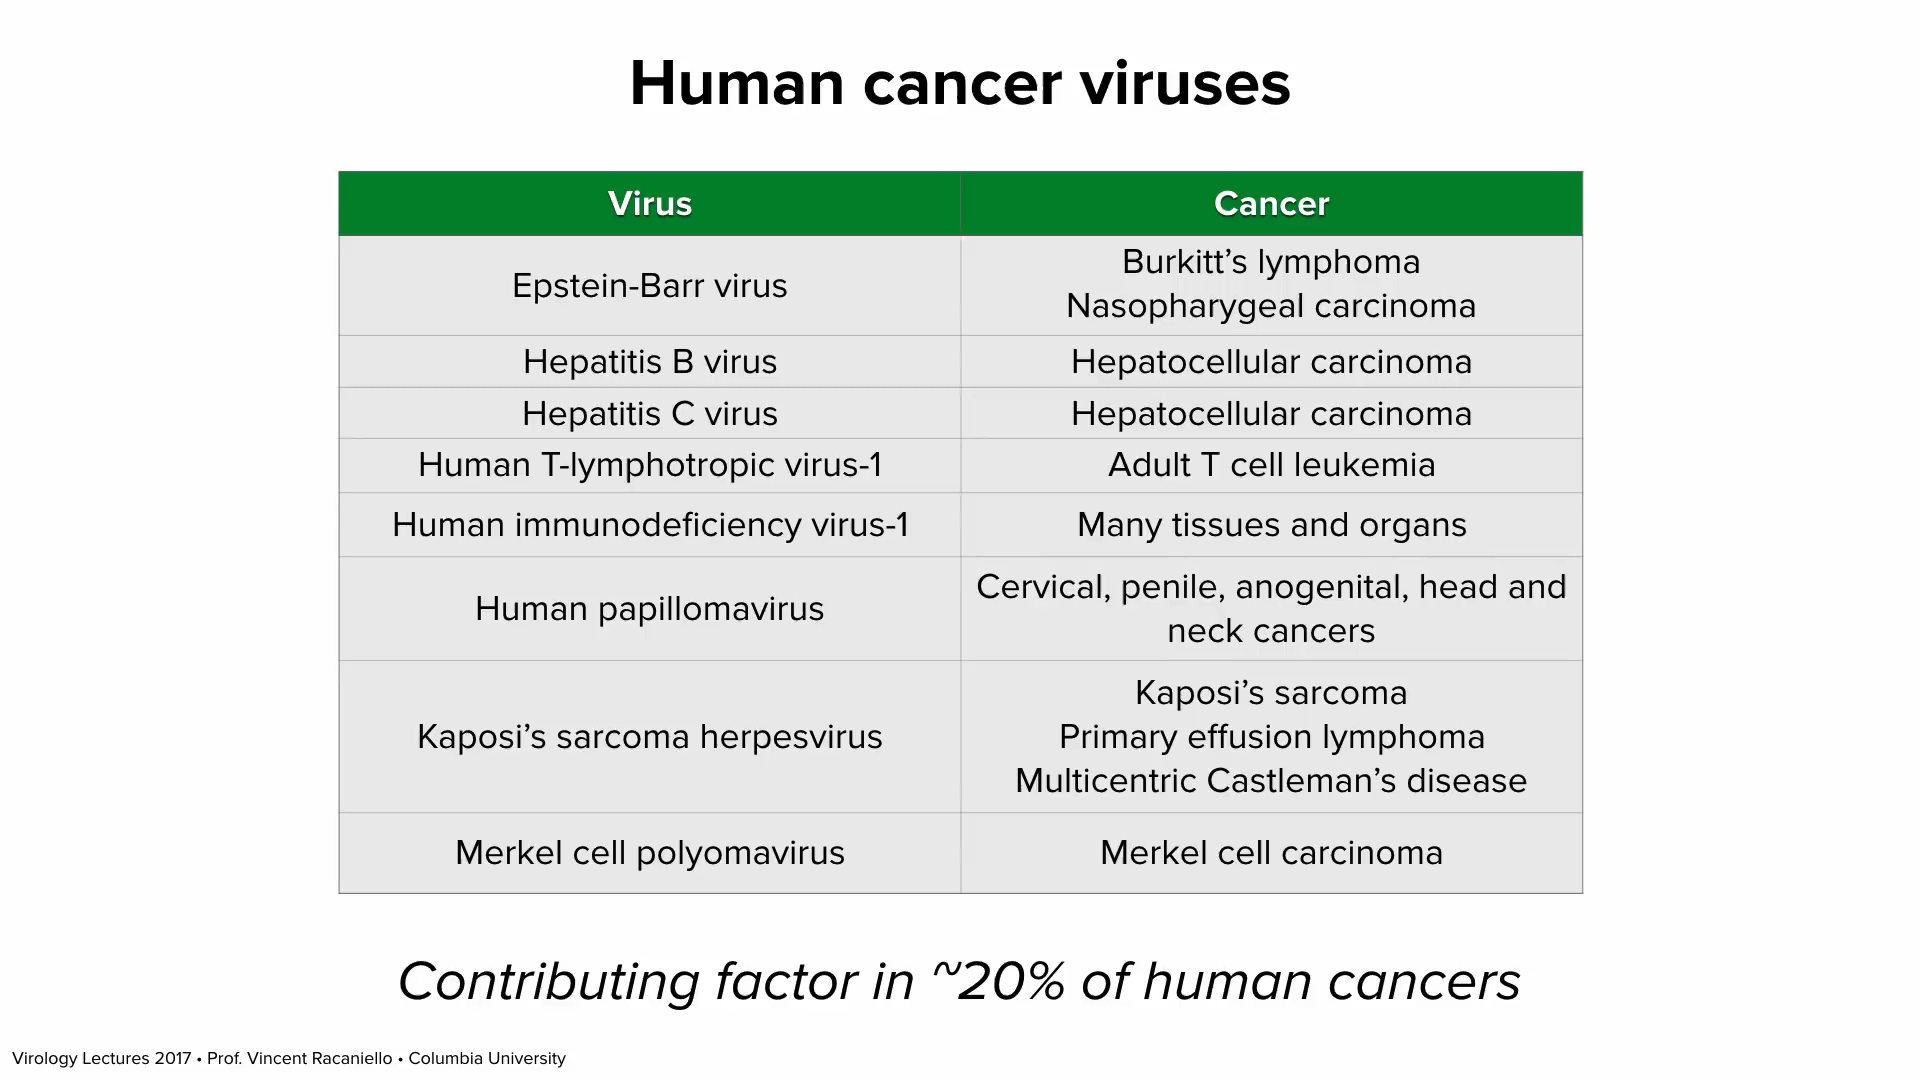 Human cancer viruses
Virus
Cancer
Epstein-Barr virus
Burkitt’s lymphoma
Nasopharygeal carcinoma
Hepatitis B virus
Hepatocellular carcinoma
Hepatitis C virus
Hepatocellular carcinoma
Human T-lymphotropic virus-1
Adult T cell leukemia
Human immunodeficiency virus-1
Many tissues and organs
Human papillomavirus
Cervical, penile, anogenital, head and
neck cancers
Kaposi’s sarcoma herpesvirus
Kaposi’s sarcoma
Primary effusion lymphoma
Multicentric Castleman’s disease
Merkel cell polyomavirus
Merkel cell carcinoma
Contributing factor in ~20% of human cancers
Virology Lectures 2017 • Prof. Vincent Racaniello • Columbia University